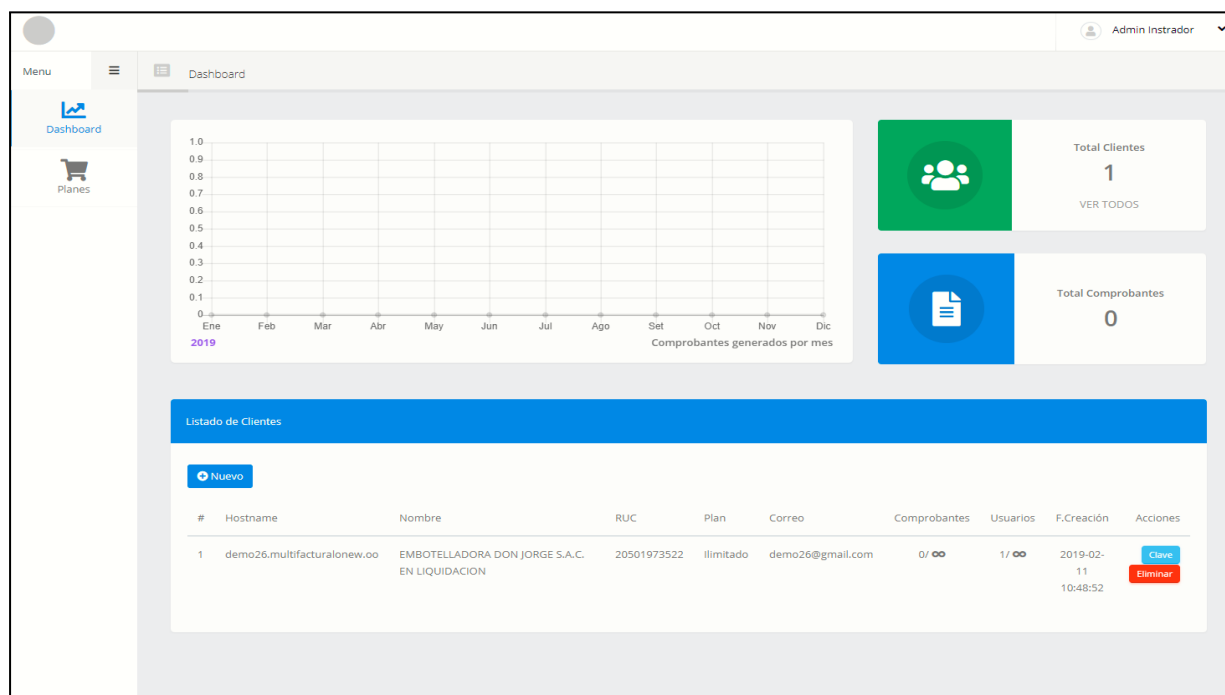 Admin Instrador
Menu
Dashboard
Dashboard
Planes
1.0
0.9
0.8
0.7
0.6
0.5
0.4
0.3
0.2
0.1
0
Ene Feb Mar Abr May Jun Jul Ago Set Oct Nov Dic
2019 Comprobantes generados por mes
Total Clientes
1
VER TODOS
Total Comprobantes
0
Listado de Clientes
Nuevo
# Hostname Nombre RUC Plan Correo Comprobantes Usuarios F.Creación Acciones
1 demo26.multifacturalonew.oo EMBOTELLADORA DON JORGE S.A.C. 20501973522 Ilimitado demo26@gmail.com 0/ ∞ 1/ ∞ 2019-02- Clave
EN LIQUIDACION 11 Eliminar
10:48:52